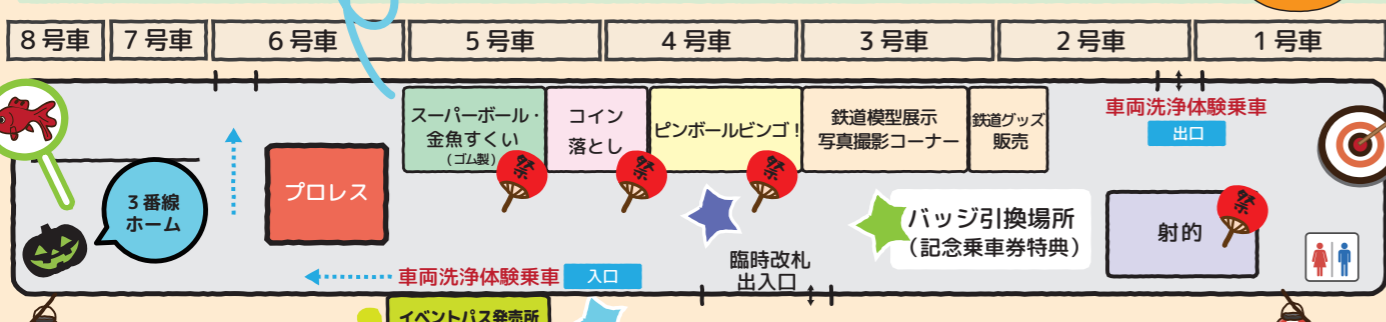 8号車
7号車
6号車
5号車
4号車
3号車
2号車
1号車
スーパーボール・
金魚すくい
(ゴム製)
祭
コイン
落とし
祭
ピンボールビンゴ！
祭
鉄道模型展示
写真撮影コーナー
鉄道グッズ
販売
車両洗浄体験乗車
出口
3番線
ホーム
プロレス
バッジ引換場所
(記念乗車券特典)
射的
祭
臨時改札
出入口
車両洗浄体験乗車
入口
イベントパス発売所